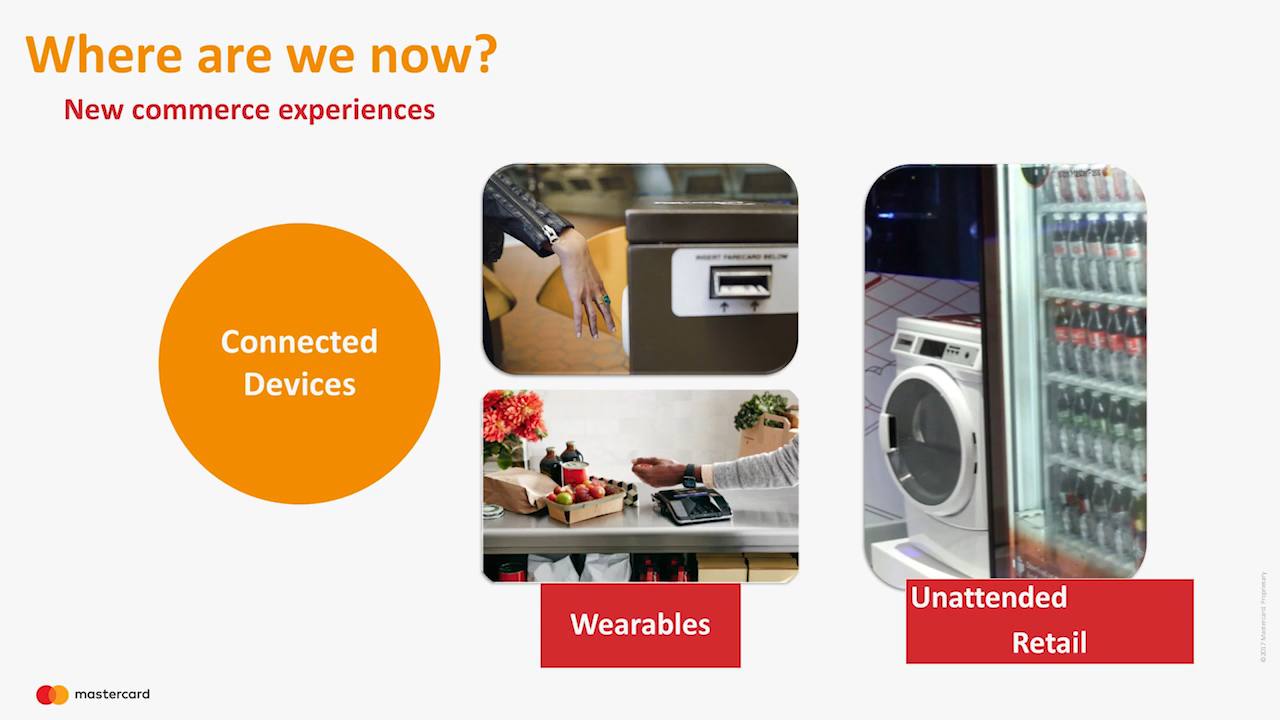 Where are we now?
New commerce experiences
Connected
Devices
INSERT FARECARD BELOW
Wearables
Unattended
Retail
mastercard
©2017 Mastercard. Proprietary